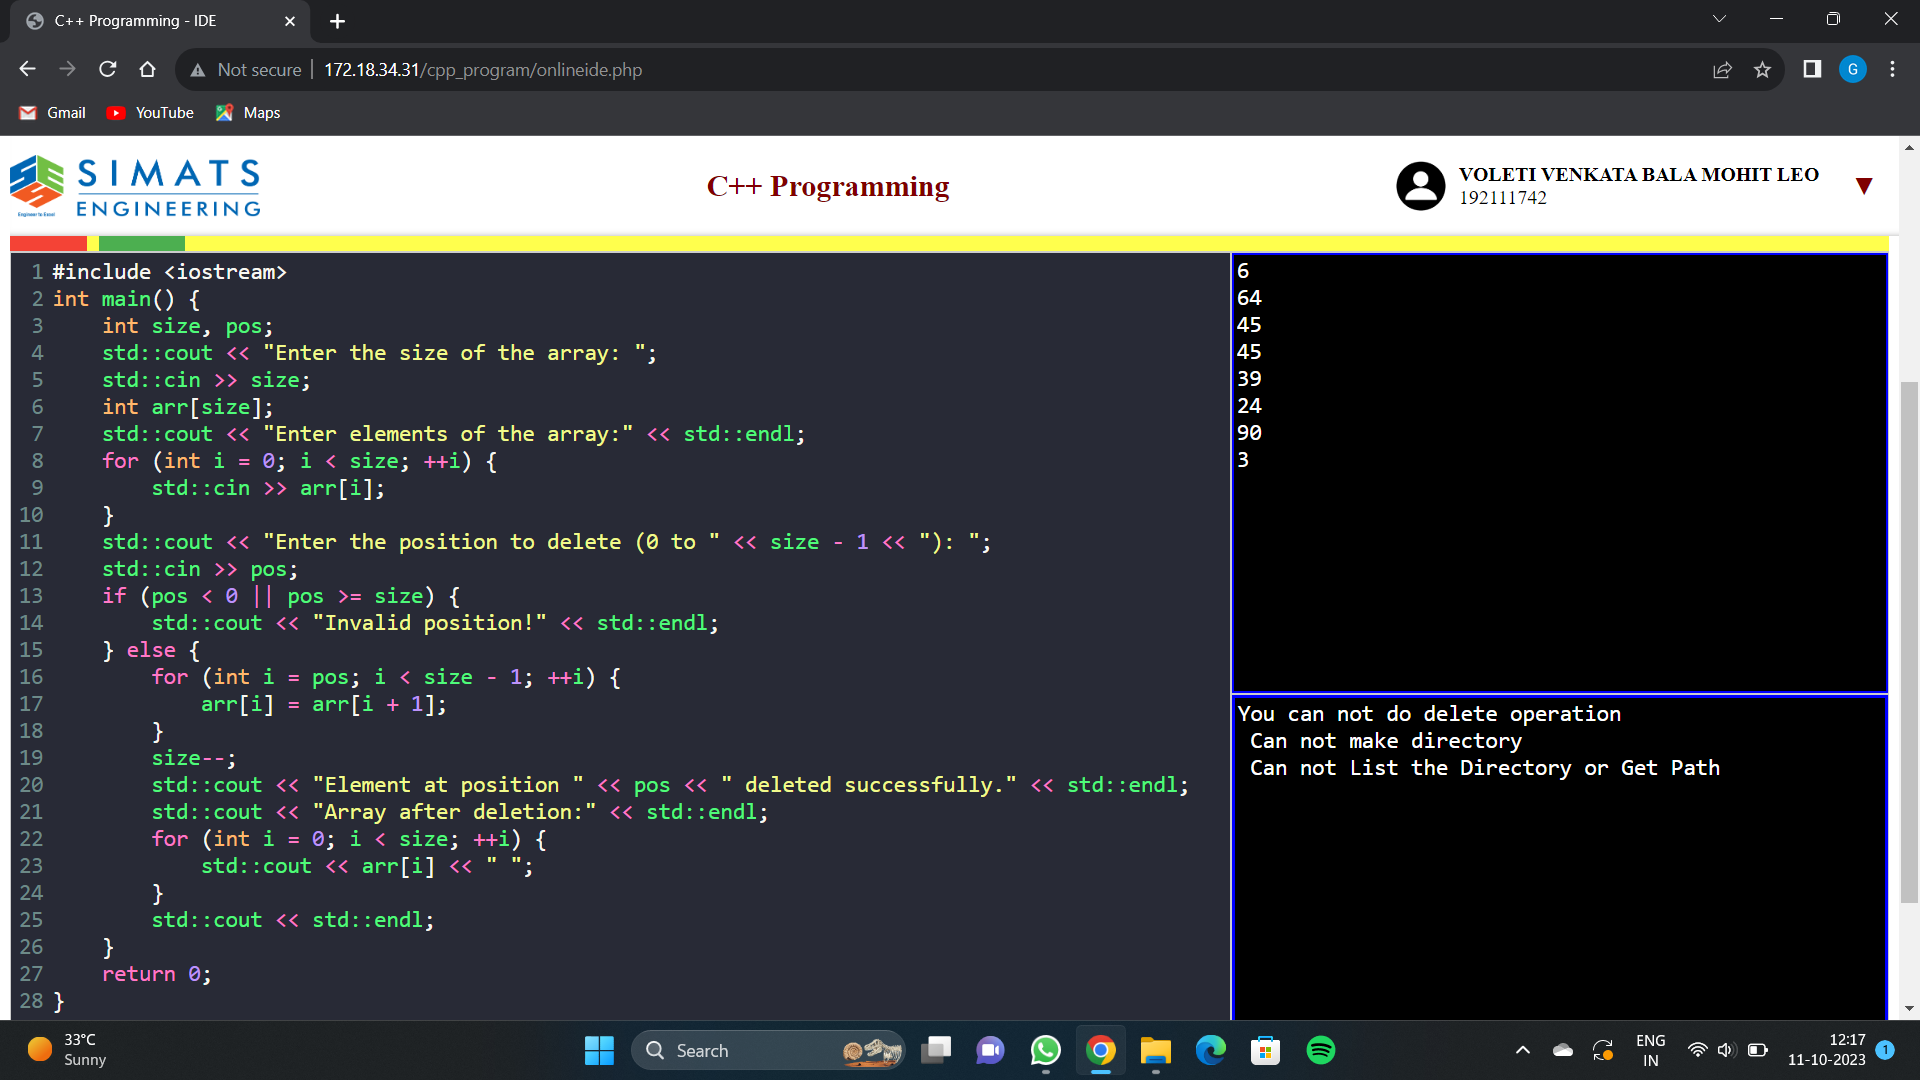 C++ Programming - IDE
Not secure 172.18.34.31/cpp_program/onlineide.php
G
Gmail YouTube Maps
SIMATS
ENGINEERING
Engineer to Excel
C++ Programming
VOLETI VENKATA BALA MOHIT LEO
192111742
1 #include <iostream>
2 int main() {
3     int size, pos;
4     std::cout << "Enter the size of the array: ";
5     std::cin >> size;
6     int arr[size];
7     std::cout << "Enter elements of the array:" << std::endl;
8     for (int i = 0; i < size; ++i) {
9         std::cin >> arr[i];
10     }
11     std::cout << "Enter the position to delete (0 to " << size - 1 << "): ";
12     std::cin >> pos;
13     if (pos < 0 || pos >= size) {
14         std::cout << "Invalid position!" << std::endl;
15     } else {
16         for (int i = pos; i < size - 1; ++i) {
17             arr[i] = arr[i + 1];
18         }
19         size--;
20         std::cout << "Element at position " << pos << " deleted successfully." << std::endl;
21         std::cout << "Array after deletion:" << std::endl;
22         for (int i = 0; i < size; ++i) {
23             std::cout << arr[i] << " ";
24         }
25         std::cout << std::endl;
26     }
27     return 0;
28 }
6
64
45
45
39
24
90
3
You can not do delete operation
Can not make directory
Can not List the Directory or Get Path
33°C
Sunny
Search
ENG
IN
12:17
11-10-2023
1